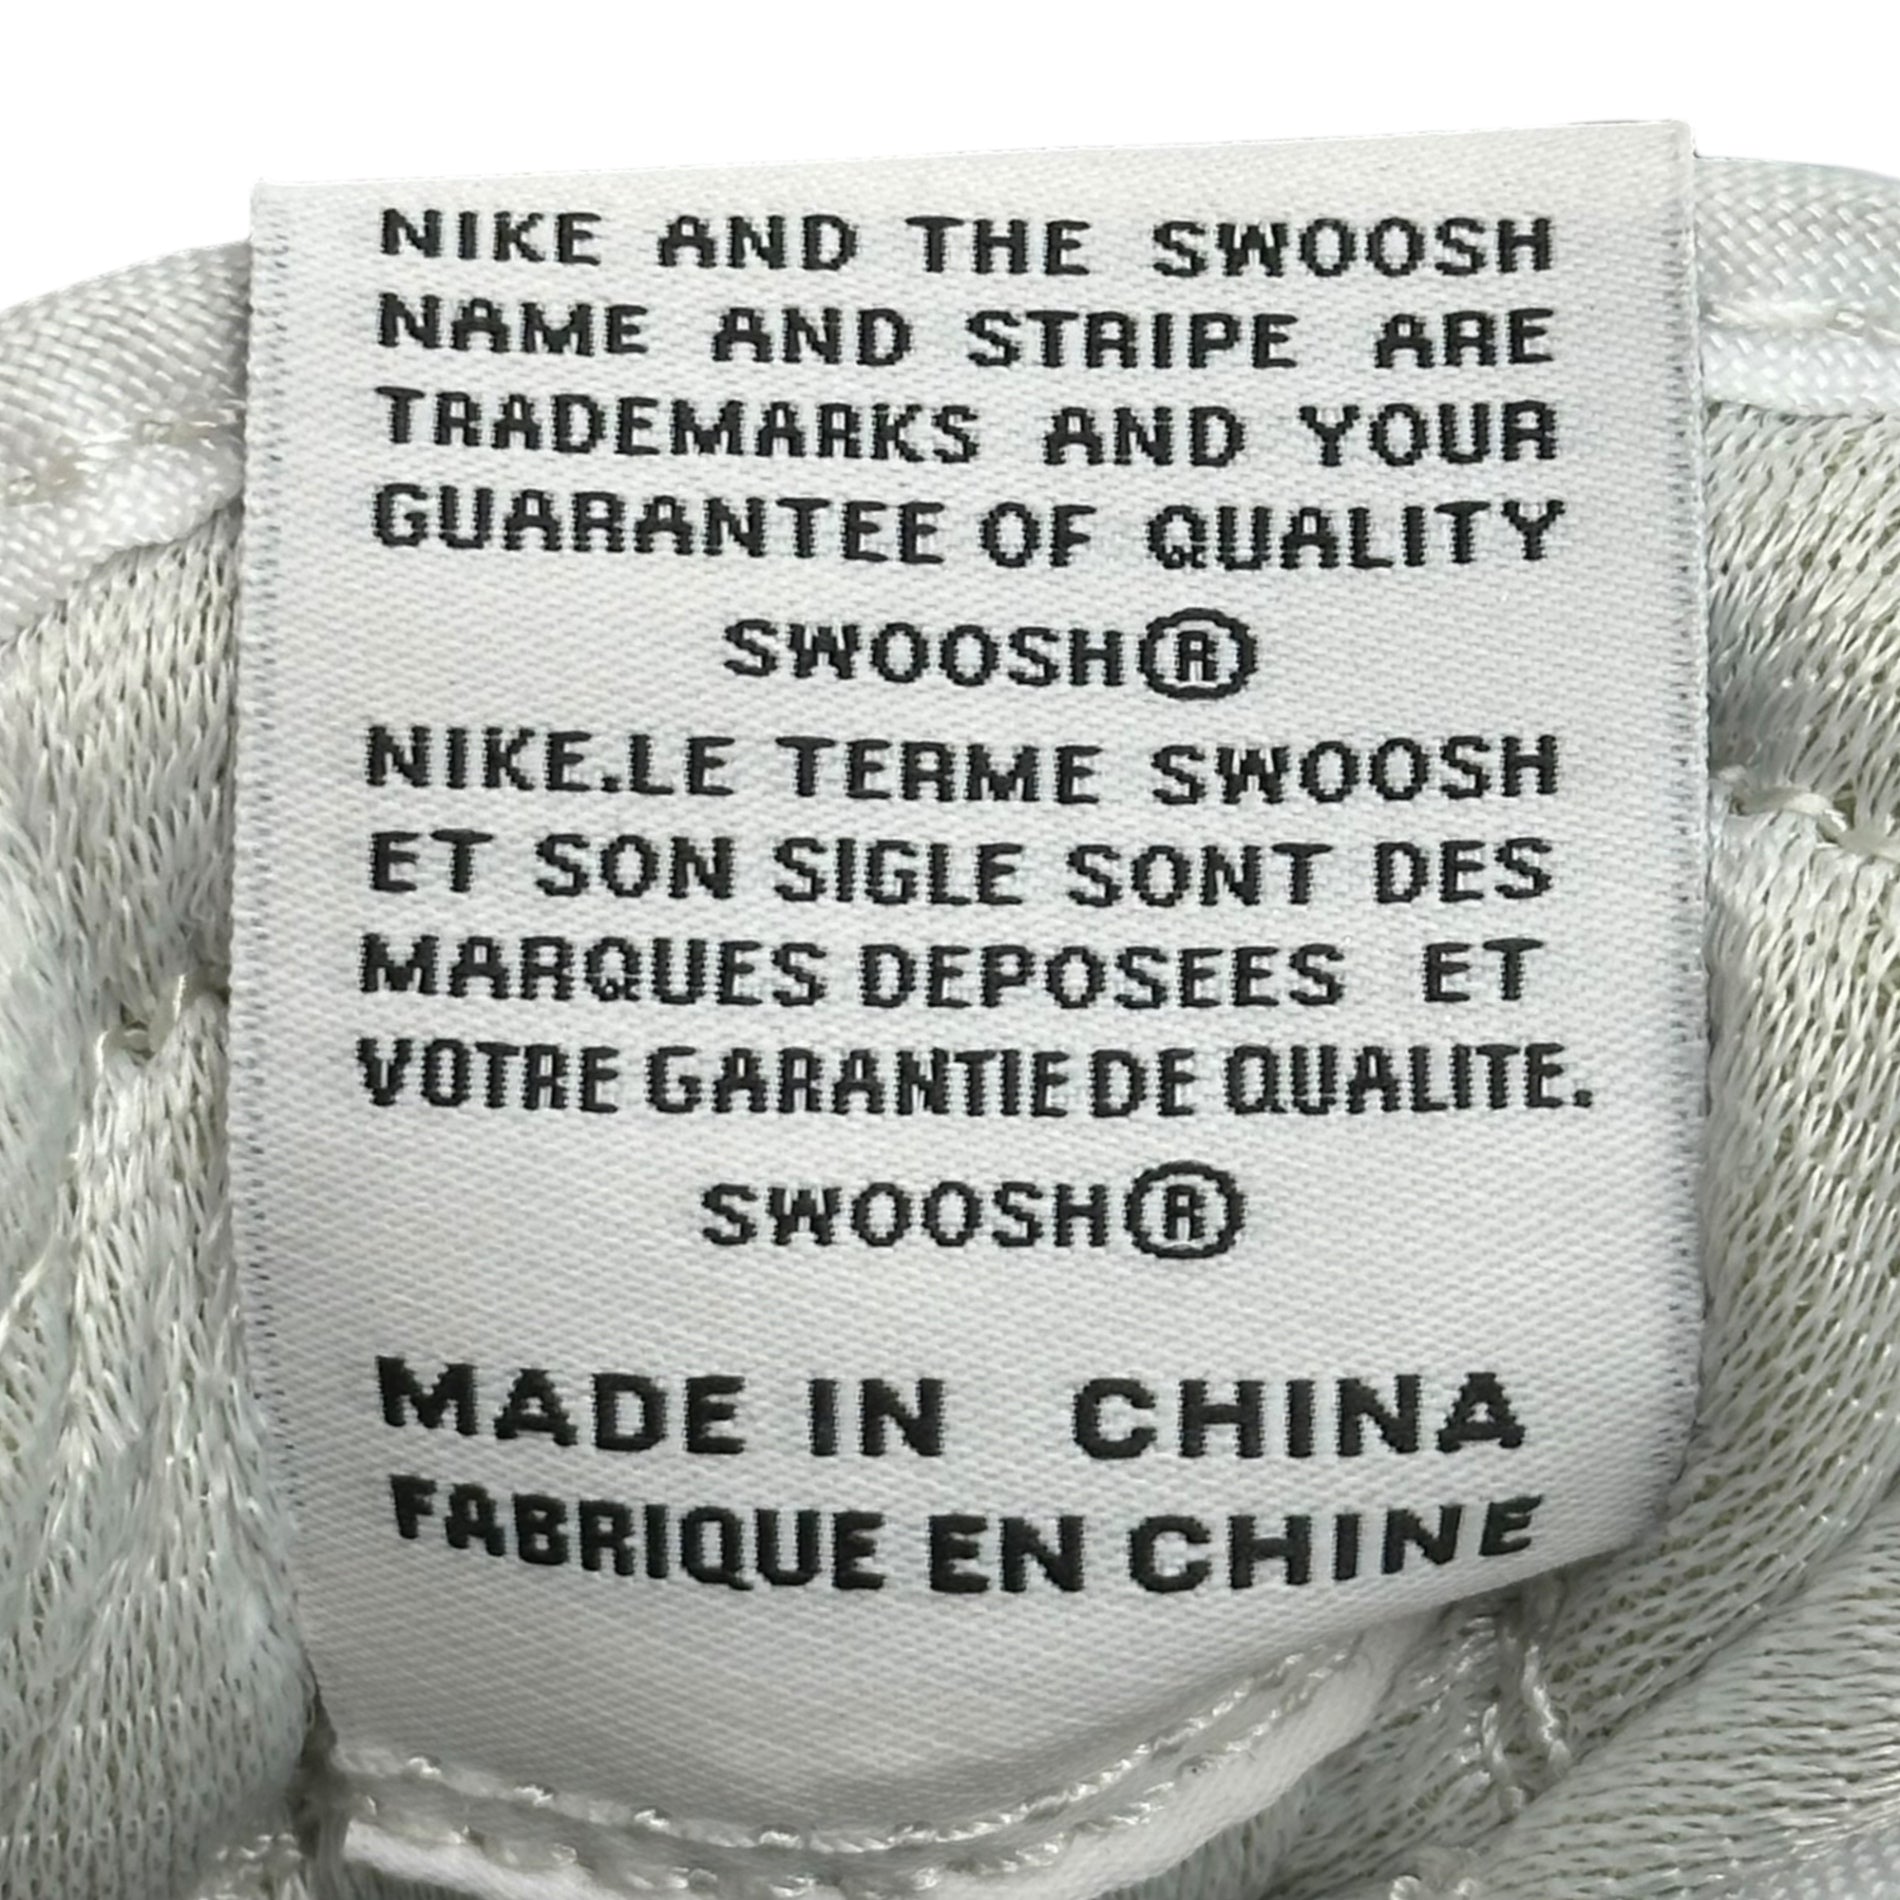 NIKE AND THE SWOOSH
NAME AND STRIPE ARE
TRADEMARKS AND YOUR
GUARANTEE OF QUALITY
SWOOSH®
NIKE.LE TERME SWOOSH
ET SON SIGLE SONT DES
MARQUES DEPOSEES ET
VOTRE GARANTIE DE QUALITE.
SWOOSH®
MADE IN CHINA
FABRIQUE EN CHINE